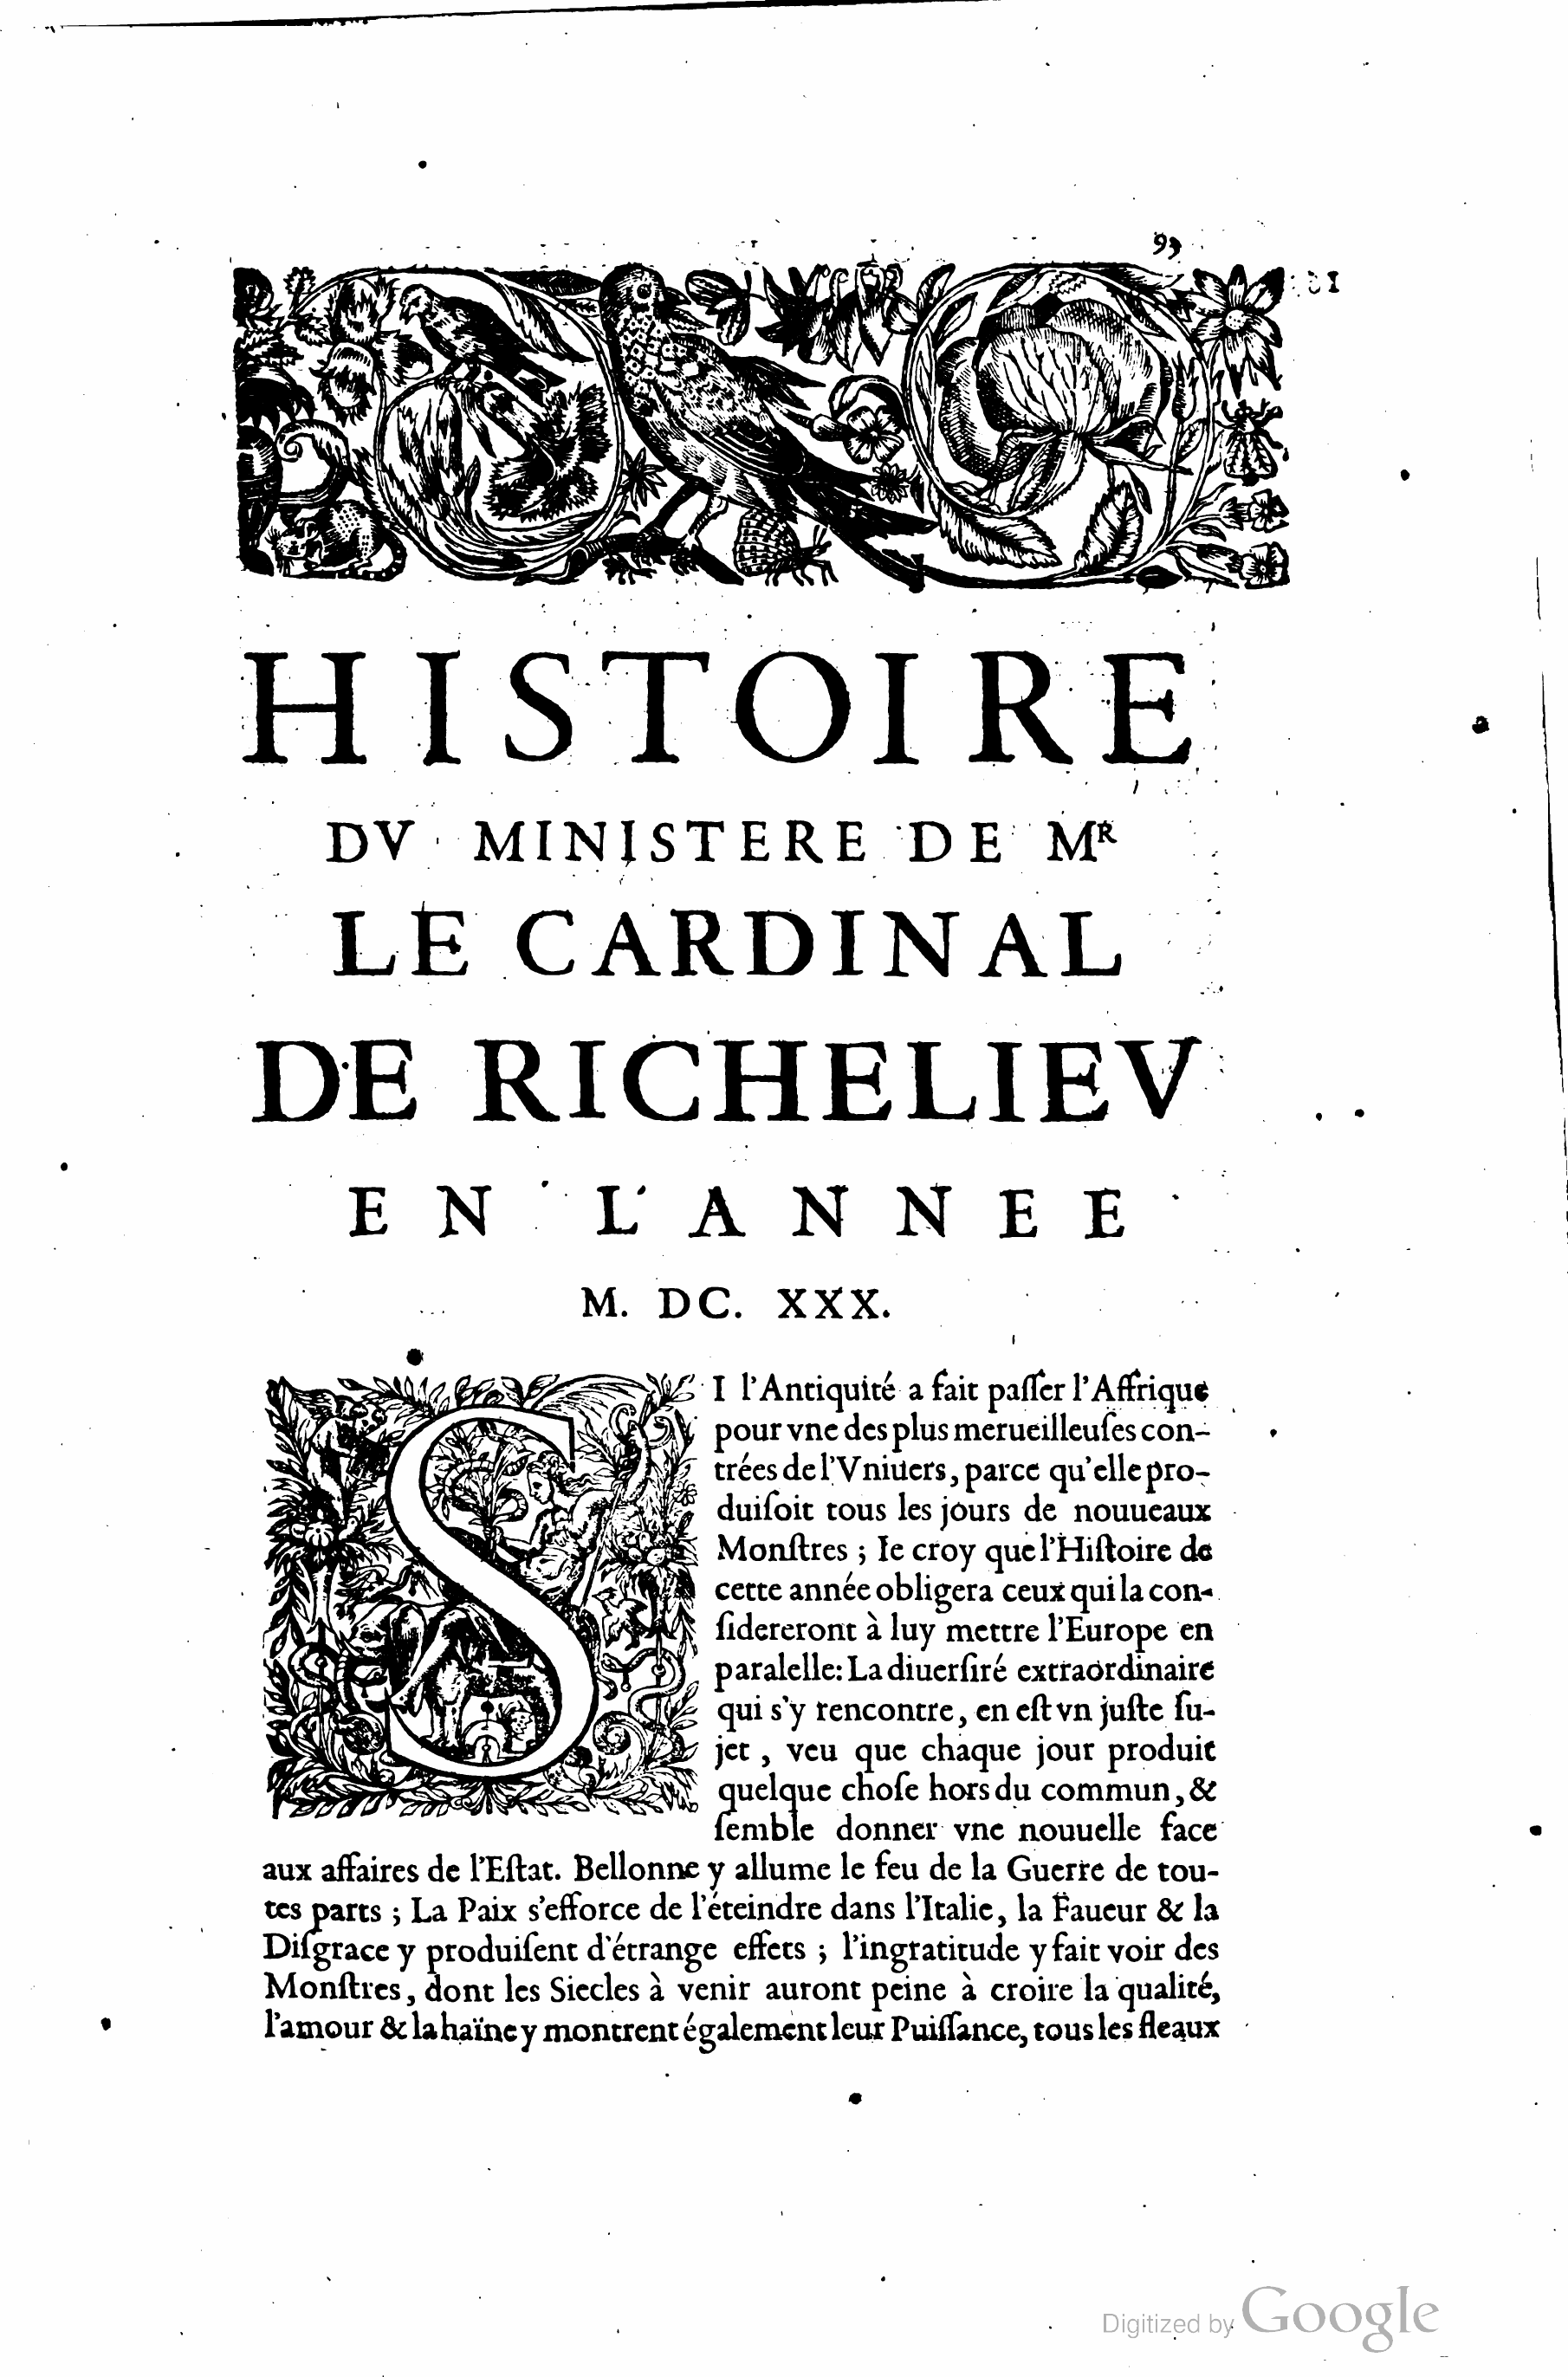 93
HISTOIRE
DV MINISTERE DE Mᴿ
LE CARDINAL
DE RICHELIEV
EN L'ANNEE
M. DC. XXX.
SI l'Antiquité a fait paſſer l'Affrique
pour vne des plus merueilleuſes con-
trées de l'Vniuers, parce qu'elle pro-
duiſoit tous les jours de nouueaux
Monſtres ; Ie croy que l'Hiſtoire de
cette année obligera ceux qui la con-
ſidereront à luy mettre l'Europe en
paralelle: La diuerſité extraordinaire
qui s'y rencontre, en eſt vn juſte ſu-
jet , veu que chaque jour produit
quelque choſe hors du commun, &
ſemble donner vne nouuelle face
aux affaires de l'Eſtat. Bellonne y allume le feu de la Guerre de tou-
tes parts ; La Paix s'efforce de l'éteindre dans l'Italie, la Faueur & la
Diſgrace y produiſent d'étrange effets ; l'ingratitude y fait voir des
Monſtres, dont les Siecles à venir auront peine à croire la qualité,
l'amour & la haïne y montrent également leur Puiſſance, tous les fleaux
Digitized by Google